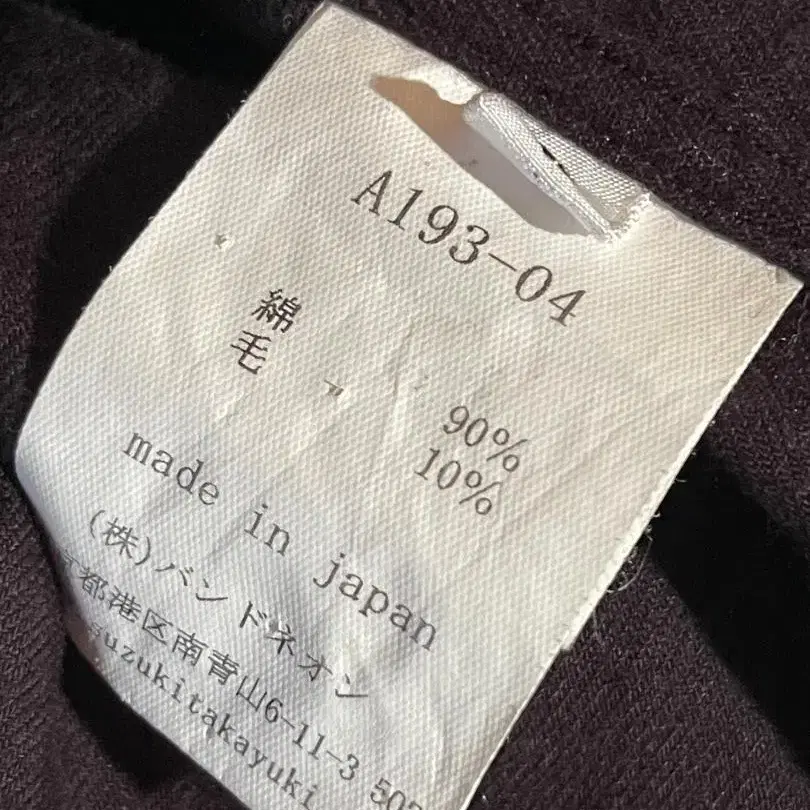 A193-04
綿 90%
毛 10%
made in japan
(株)バンドネオン
都港区南青山6-11-3 502
suzukitakayuki